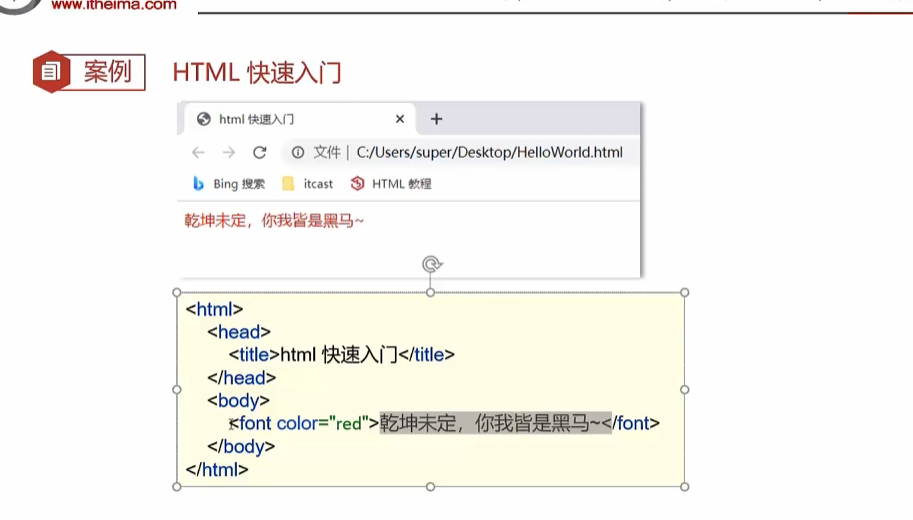 www.itheima.com
案例
HTML 快速入门
html 快速入门
文件 | C:/Users/super/Desktop/HelloWorld.html
Bing 搜索 itcast HTML 教程
乾坤未定，你我皆是黑马~
<html>
<head>
<title>html 快速入门</title>
</head>
<body>
<font color="red">乾坤未定，你我皆是黑马~</font>
</body>
</html>